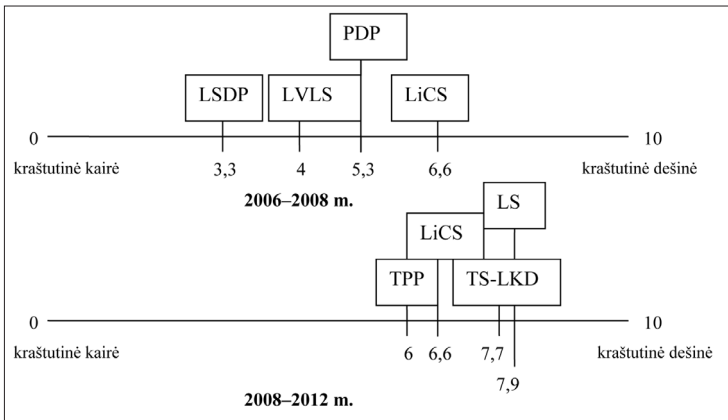 PDP
LSDP LVLS LiCS
0 10
kraštutinė kairė 3,3 4 5,3 6,6 kraštutinė dešinė
2006–2008 m.
LS
LiCS
TPP TS-LKD
0 10
kraštutinė kairė 6 6,6 7,7 kraštutinė dešinė
7,9
2008–2012 m.